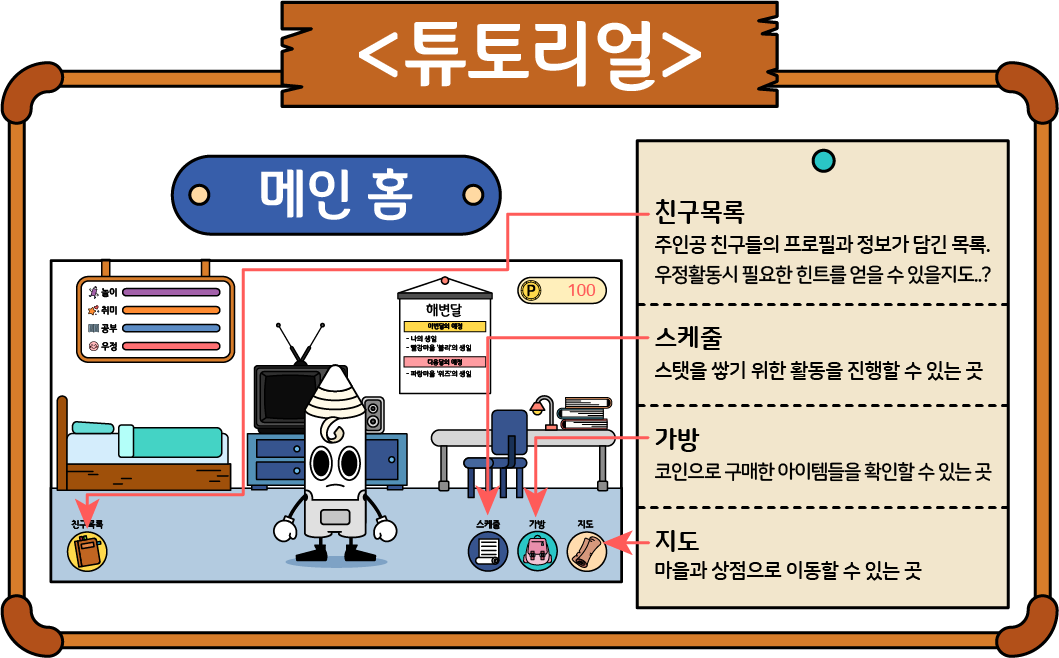 <튜토리얼>
메인 홈
친구목록
주인공 친구들의 프로필과 정보가 담긴 목록.
우정활동시 필요한 힌트를 얻을 수 있을지도..?
스케줄
스탯을 쌓기 위한 활동을 진행할 수 있는 곳
가방
코인으로 구매한 아이템들을 확인할 수 있는 곳
지도
마을과 상점으로 이동할 수 있는 곳
놀이
취미
공부
우정
해변달
이번달의 예정
- 나의 생일
- 빨강마을 '볼리'의 생일
다음달의 예정
- 파랑마을 '위즈'의 생일
P 100
친구목록
스케줄
가방
지도